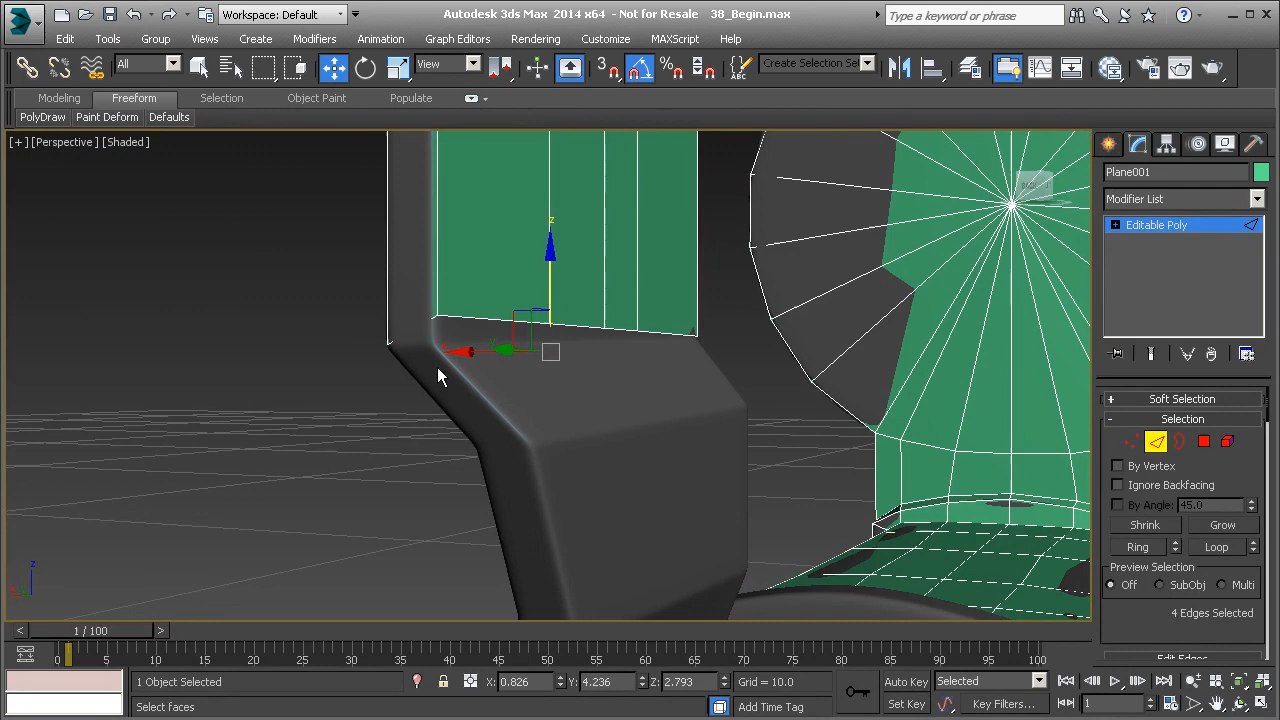 Workspace: Default
Autodesk 3ds Max 2014 x64 - Not for Resale 38_Begin.max
Type a keyword or phrase
Edit Tools Group Views Create Modifiers Animation Graph Editors Rendering Customize MAXScript Help
All View Create Selection Se
Modeling Freeform Selection Object Paint Populate
PolyDraw Paint Deform Defaults
[+] [Perspective ] [Shaded ]
Plane001
Modifier List
Editable Poly
z
+ Soft Selection
- Selection
By Vertex
Ignore Backfacing
By Angle: 45.0
Shrink Grow
Ring Loop
Preview Selection
Off SubObj Multi
4 Edges Selected
z
< 1 / 100 >
0 5 10 15 20 25 30 35 40 45 50 55 60 65 70 75 80 85 90 95 100
1 Object Selected X: 0.826 Y: 4.236 Z: 2.793 Grid = 10.0 Auto Key Selected
Select faces Add Time Tag Set Key Key Filters... 1